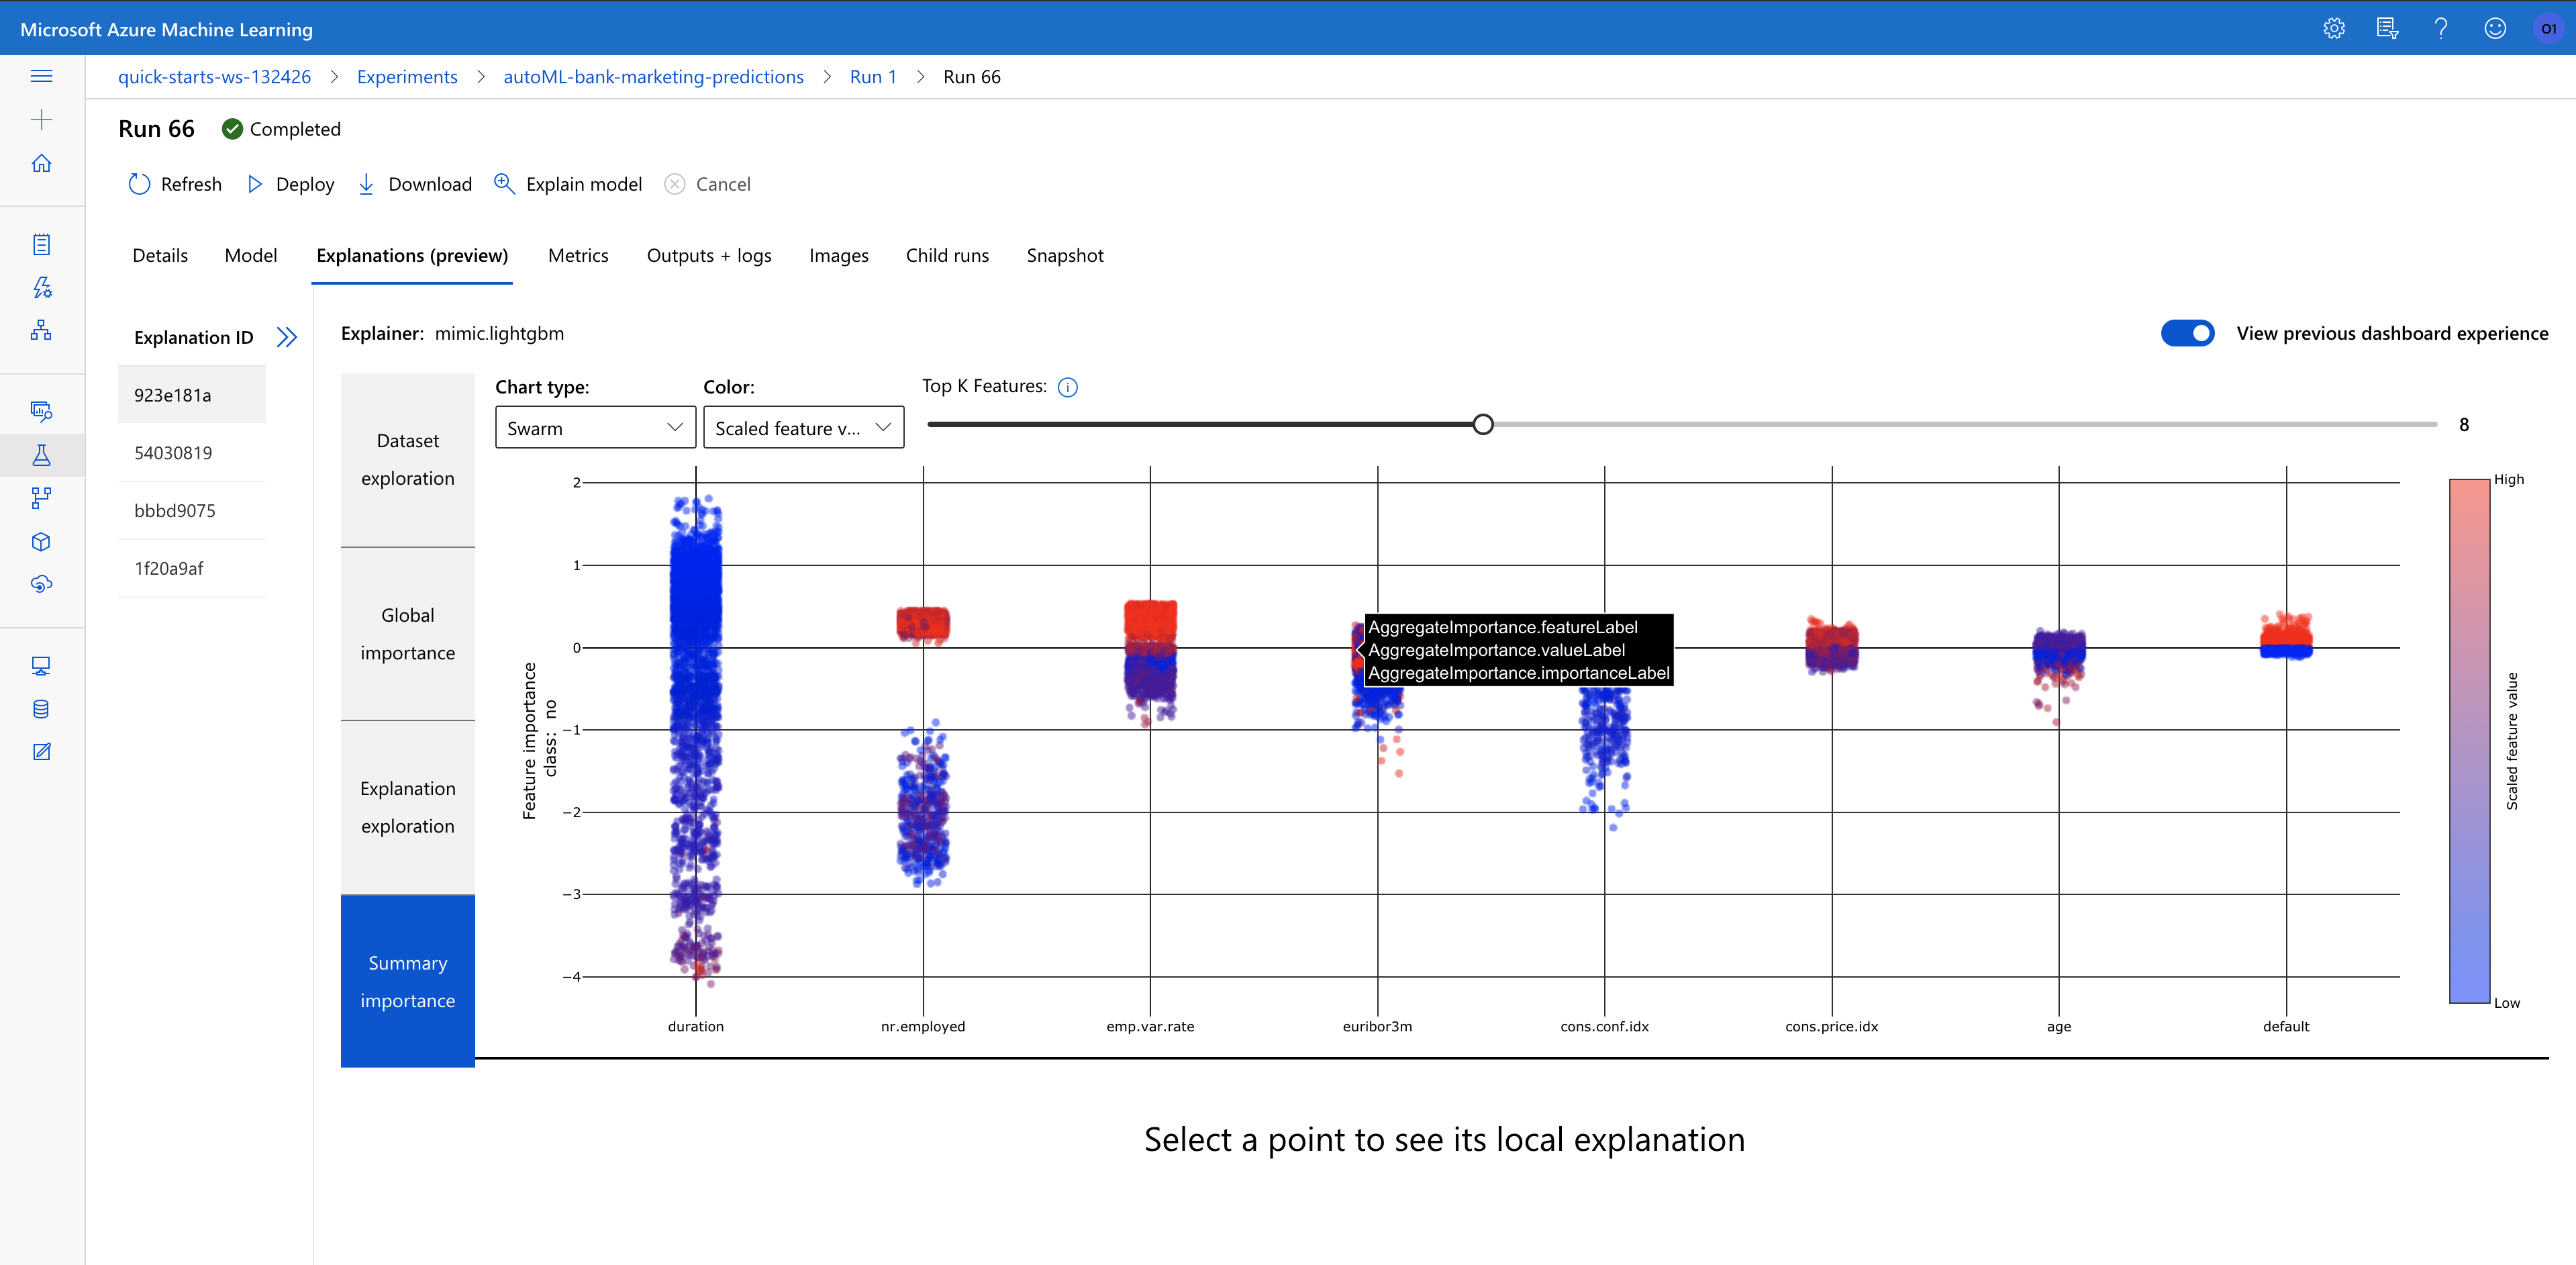 Microsoft Azure Machine Learning
O1
quick-starts-ws-132426 > Experiments > autoML-bank-marketing-predictions > Run 1 > Run 66
Run 66 Completed
Refresh Deploy Download Explain model Cancel
Details Model Explanations (preview) Metrics Outputs + logs Images Child runs Snapshot
Explanation ID
923e181a
54030819
bbbd9075
1f20a9af
Explainer: mimic.lightgbm
View previous dashboard experience
Dataset
exploration
Global
importance
Explanation
exploration
Summary
importance
Chart type:
Swarm
Color:
Scaled feature v...
Top K Features:
8
2
1
0
−1
−2
−3
−4
Feature importance
class: no
AggregateImportance.featureLabel
AggregateImportance.valueLabel
AggregateImportance.importanceLabel
duration nr.employed emp.var.rate euribor3m cons.conf.idx cons.price.idx age default
High
Scaled feature value
Low
Select a point to see its local explanation